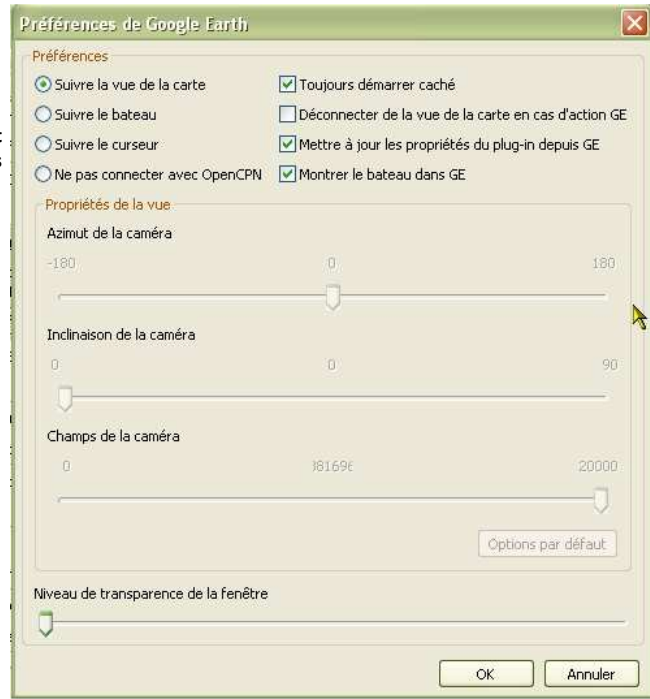 Préférences de Google Earth
Préférences
Suivre la vue de la carte
Toujours démarrer caché
Suivre le bateau
Déconnecter de la vue de la carte en cas d'action GE
Suivre le curseur
Mettre à jour les propriétés du plug-in depuis GE
Ne pas connecter avec OpenCPN
Montrer le bateau dans GE
Propriétés de la vue
Azimut de la caméra
-180 0 180
Inclinaison de la caméra
0 0 90
Champs de la caméra
0 20000
Options par défaut
Niveau de transparence de la fenêtre
OK Annuler